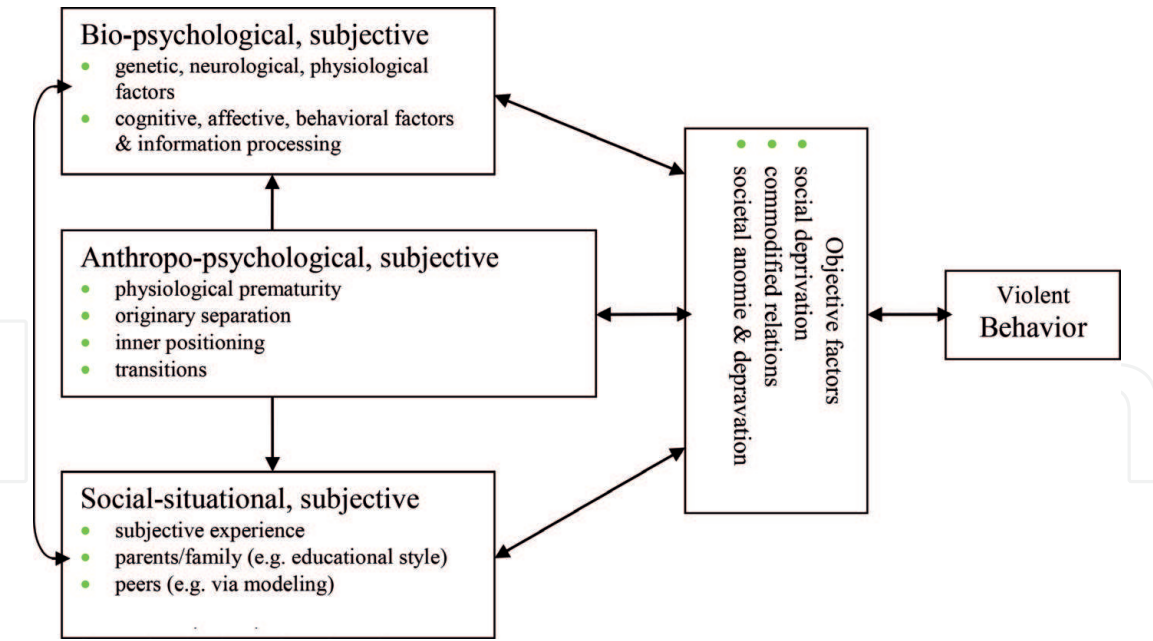 Bio-psychological, subjective
genetic, neurological, physiological
factors
cognitive, affective, behavioral factors
& information processing
Anthropo-psychological, subjective
physiological prematurity
originary separation
inner positioning
transitions
Social-situational, subjective
subjective experience
parents/family (e.g. educational style)
peers (e.g. via modeling)
Objective factors
social deprivation
commodified relations
societal anomie & depravation
Violent
Behavior